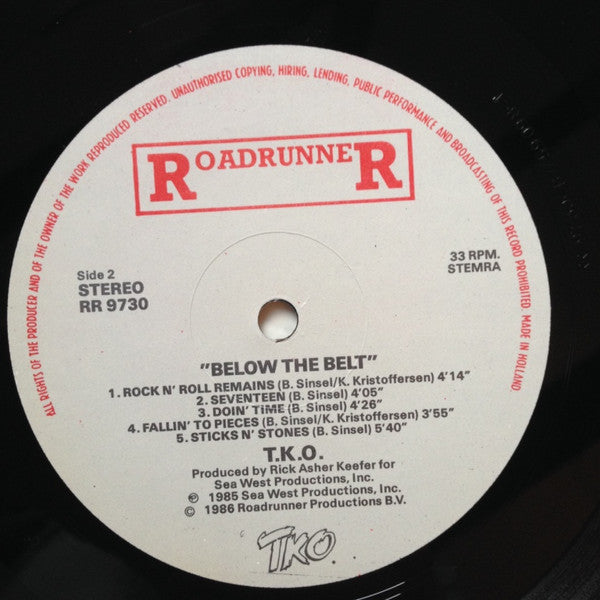 ALL RIGHTS OF THE PRODUCER AND OF THE OWNER OF THE WORK REPRODUCED RESERVED. UNAUTHORISED COPYING, HIRING, LENDING, PUBLIC PERFORMANCE AND BROADCASTING OF THIS RECORD PROHIBITED. MADE IN HOLLAND
ROADRUNNER
Side 2
STEREO
RR 9730
33 RPM.
STEMRA
"BELOW THE BELT"
1. ROCK N' ROLL REMAINS (B. Sinsel/K. Kristoffersen) 4'14"
2. SEVENTEEN (B. Sinsel) 4'05"
3. DOIN' TiME (B. Sinsel) 4'26"
4. FALLIN' TO PIECES (B. Sinsel/K. Kristoffersen) 3'55"
5. STICKS N' STONES (B. Sinsel) 5'40"
T.K.O.
Produced by Rick Asher Keefer for
Sea West Productions, Inc.
℗ 1985 Sea West Productions, Inc.
© 1986 Roadrunner Productions B.V.
TKO